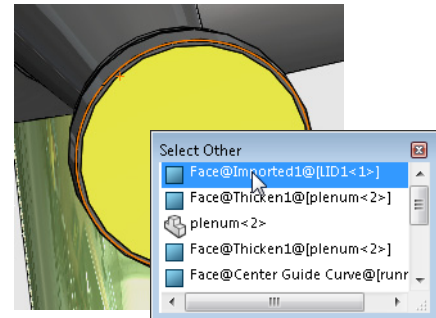 Select Other
Face@Imported1@[LID1<1>]
Face@Thicken1@[plenum<2>]
plenum<2>
Face@Thicken1@[plenum<2>]
Face@Center Guide Curve@[runr